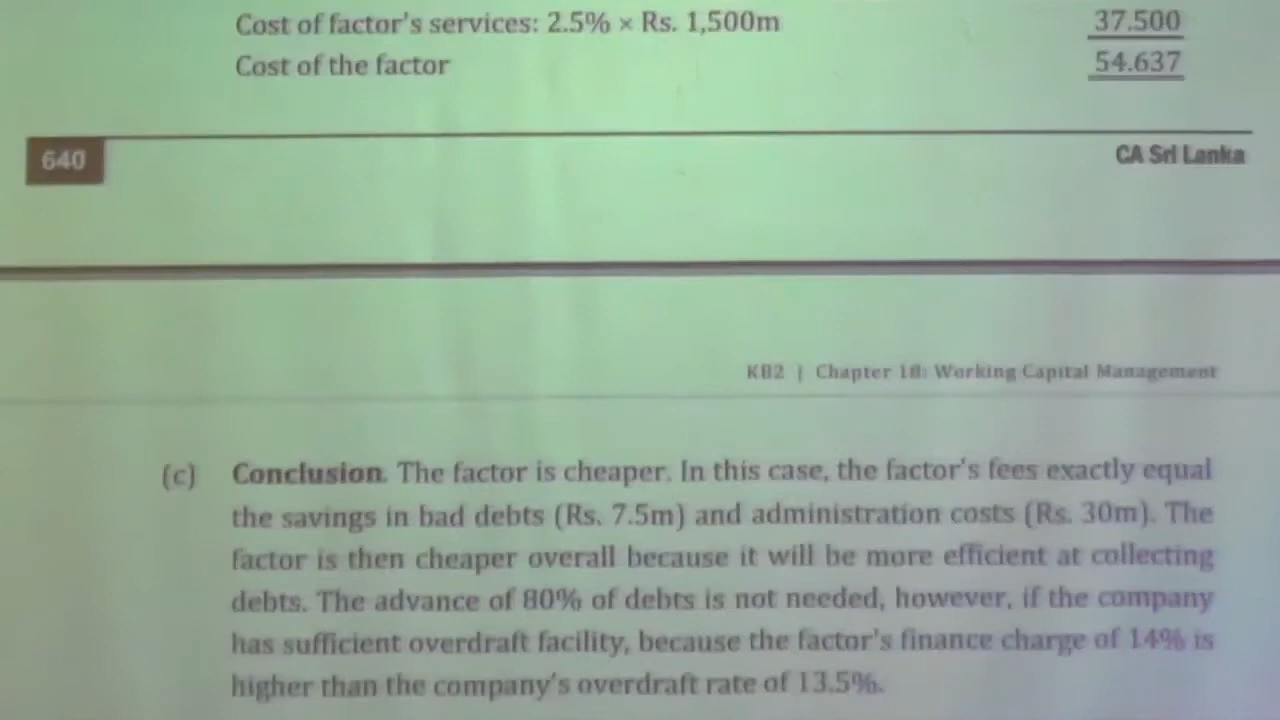 Cost of factor's services: 2.5% × Rs. 1,500m 37.500
Cost of the factor 54.637
640
CA Sri Lanka
KB2 | Chapter 18: Working Capital Management
(c) Conclusion. The factor is cheaper. In this case, the factor's fees exactly equal
the savings in bad debts (Rs. 7.5m) and administration costs (Rs. 30m). The
factor is then cheaper overall because it will be more efficient at collecting
debts. The advance of 80% of debts is not needed, however, if the company
has sufficient overdraft facility, because the factor's finance charge of 14% is
higher than the company's overdraft rate of 13.5%.